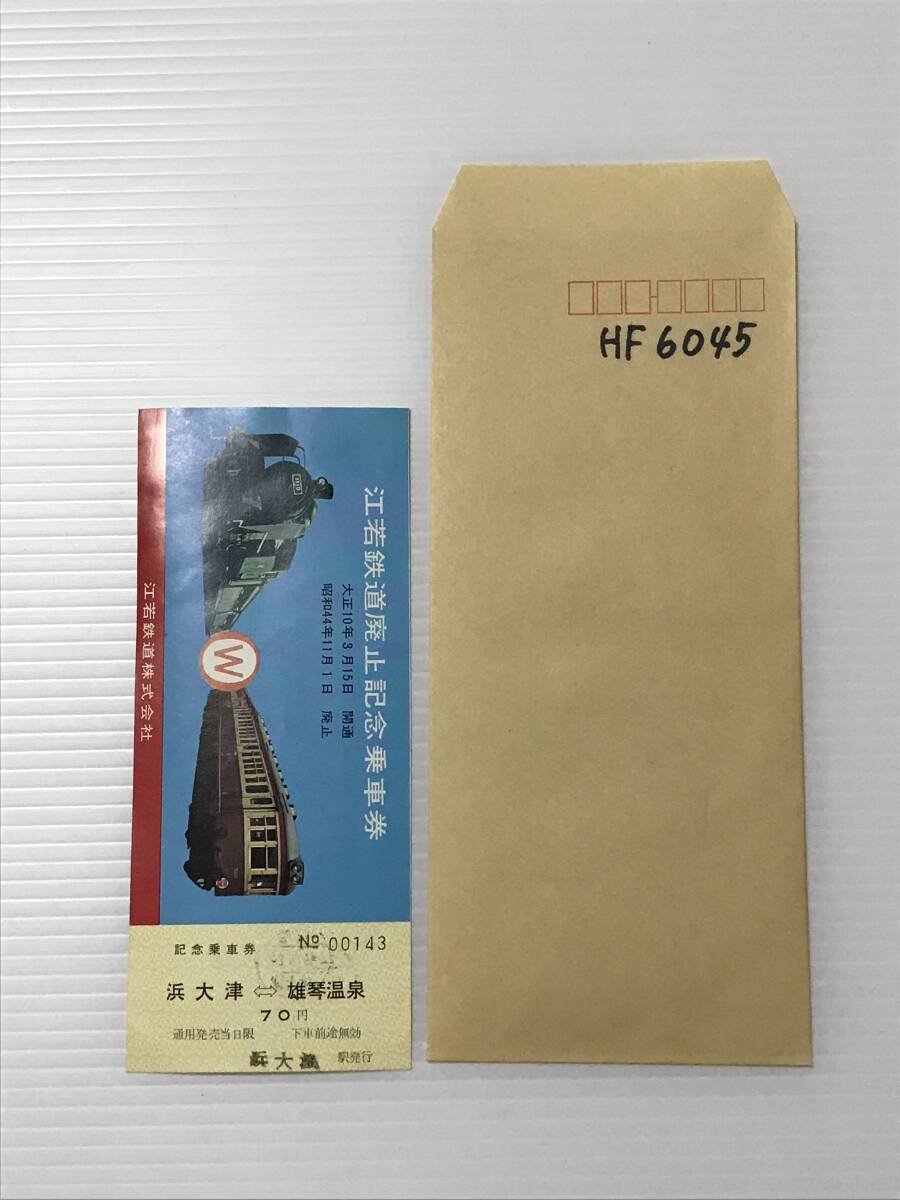 江若鉄道廃止記念乗車券
大正10年3月15日 開通
昭和44年11月1日 廃止
W
江若鉄道株式会社
記念乗車券 No 00143
浜大津 ⇔ 雄琴温泉
70円
通用発売当日限 下車前途無効
浜大津 駅発行
HF6045